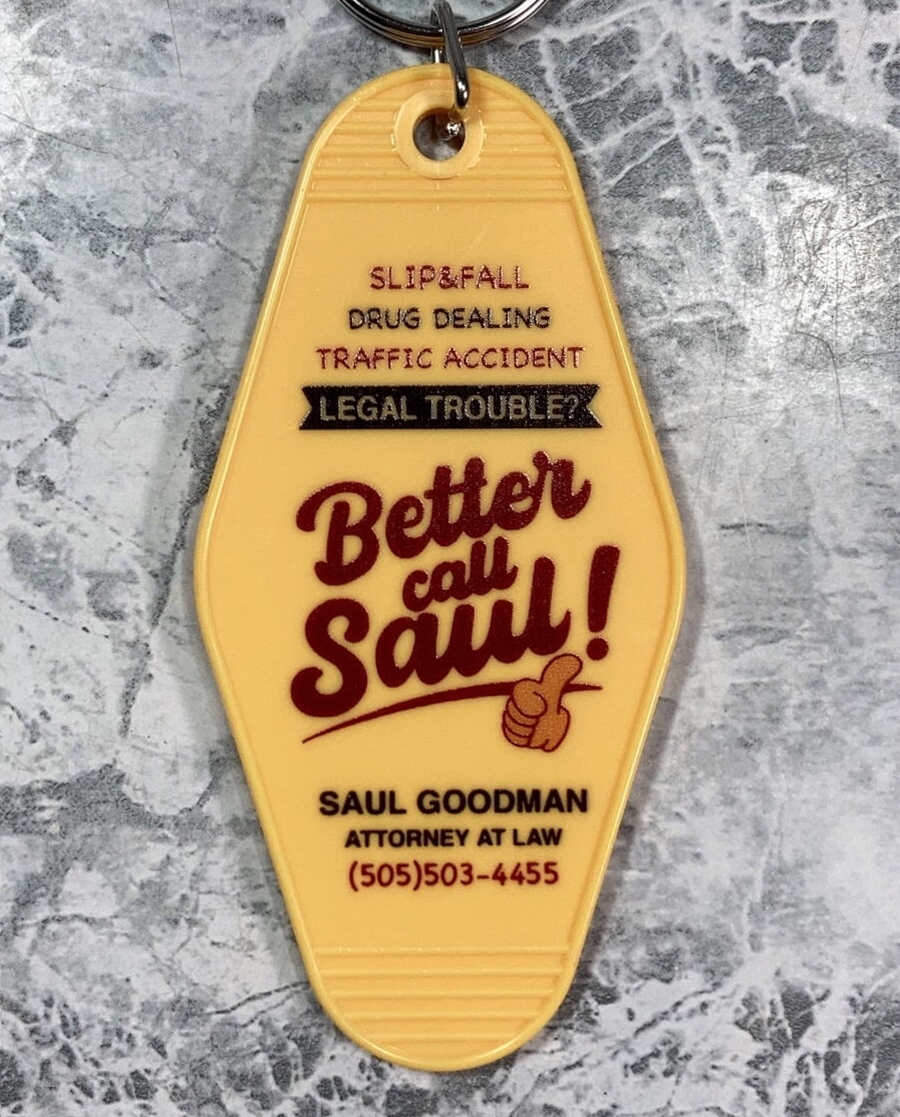 SLIP&FALL
DRUG DEALING
TRAFFIC ACCIDENT
LEGAL TROUBLE?
Better
call
Saul!
SAUL GOODMAN
ATTORNEY AT LAW
(505)503-4455